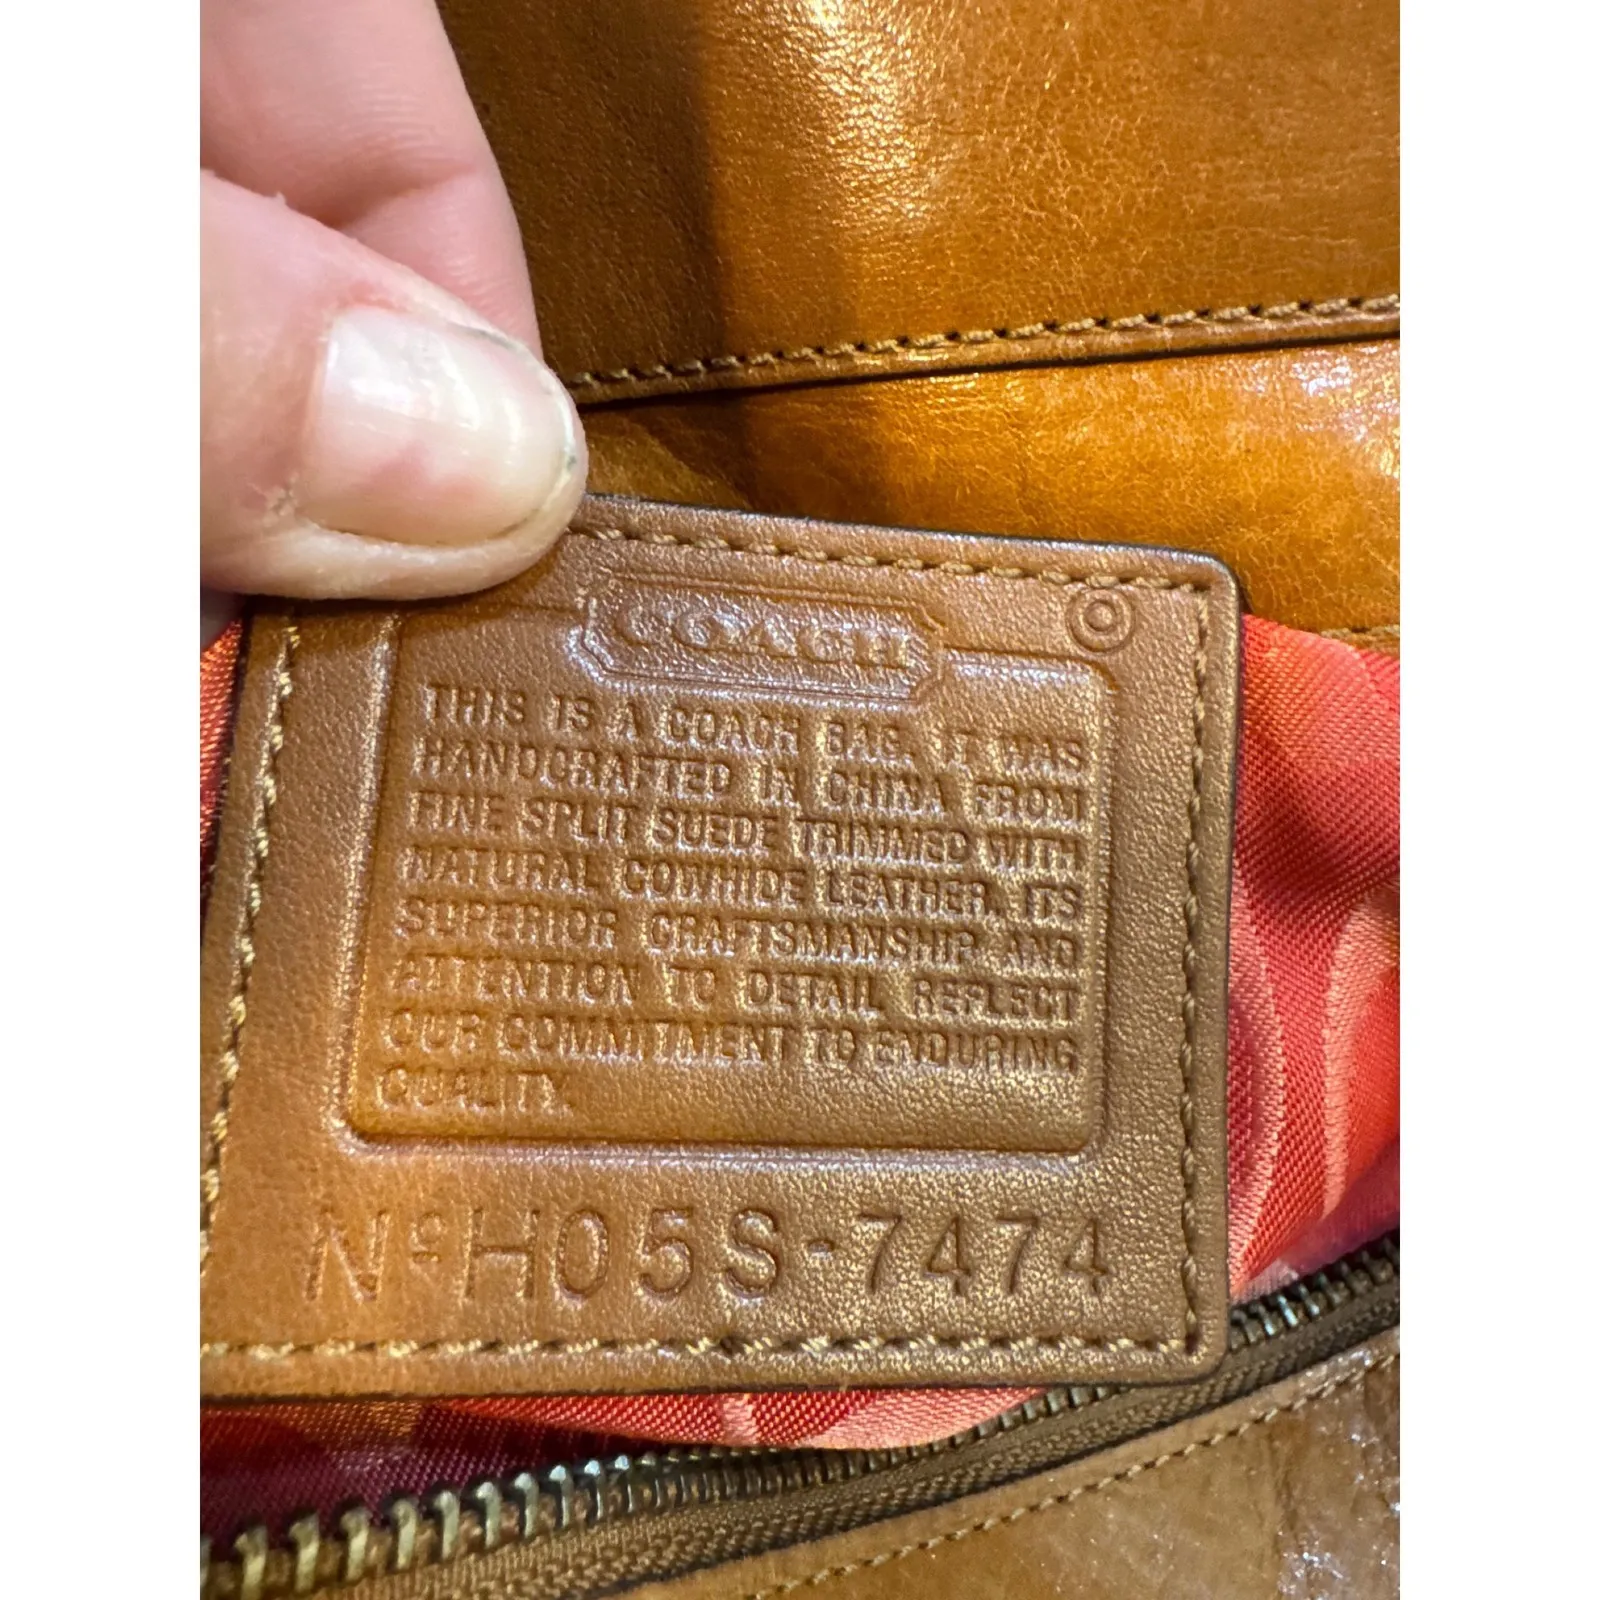 COACH
THIS IS A COACH BAG. IT WAS
HANDCRAFTED IN CHINA FROM
FINE SPLIT SUEDE TRIMMED WITH
NATURAL COWHIDE LEATHER. ITS
SUPERIOR CRAFTSMANSHIP AND
ATTENTION TO DETAIL REFLECT
OUR COMMITMENT TO ENDURING
QUALITY.
Nº H05S-7474